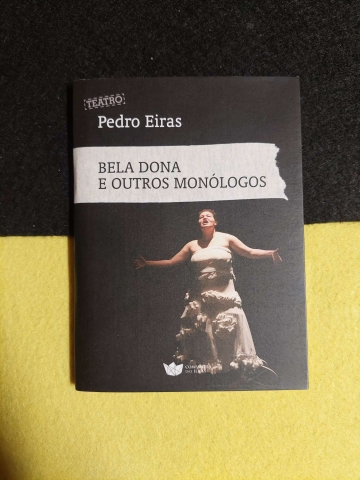 TEATRO
Pedro Eiras
BELA DONA
E OUTROS MONÓLOGOS